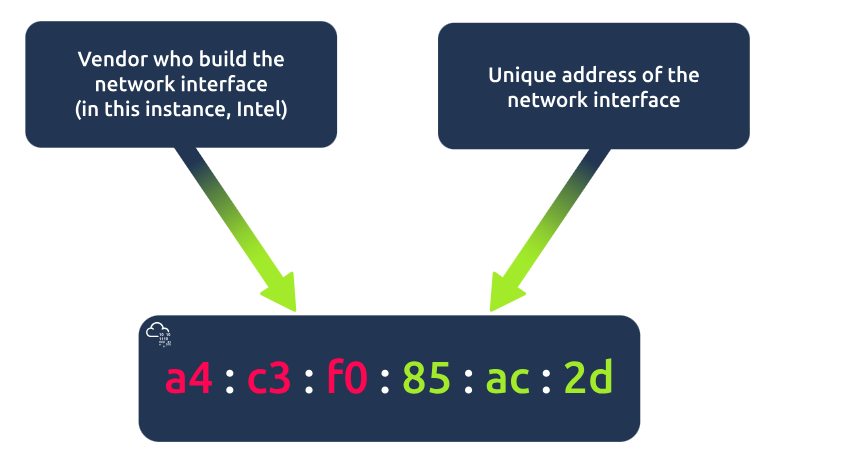 Vendor who build the
network interface
(in this instance, Intel)
Unique address of the
network interface
a4 : c3 : f0 : 85 : ac : 2d